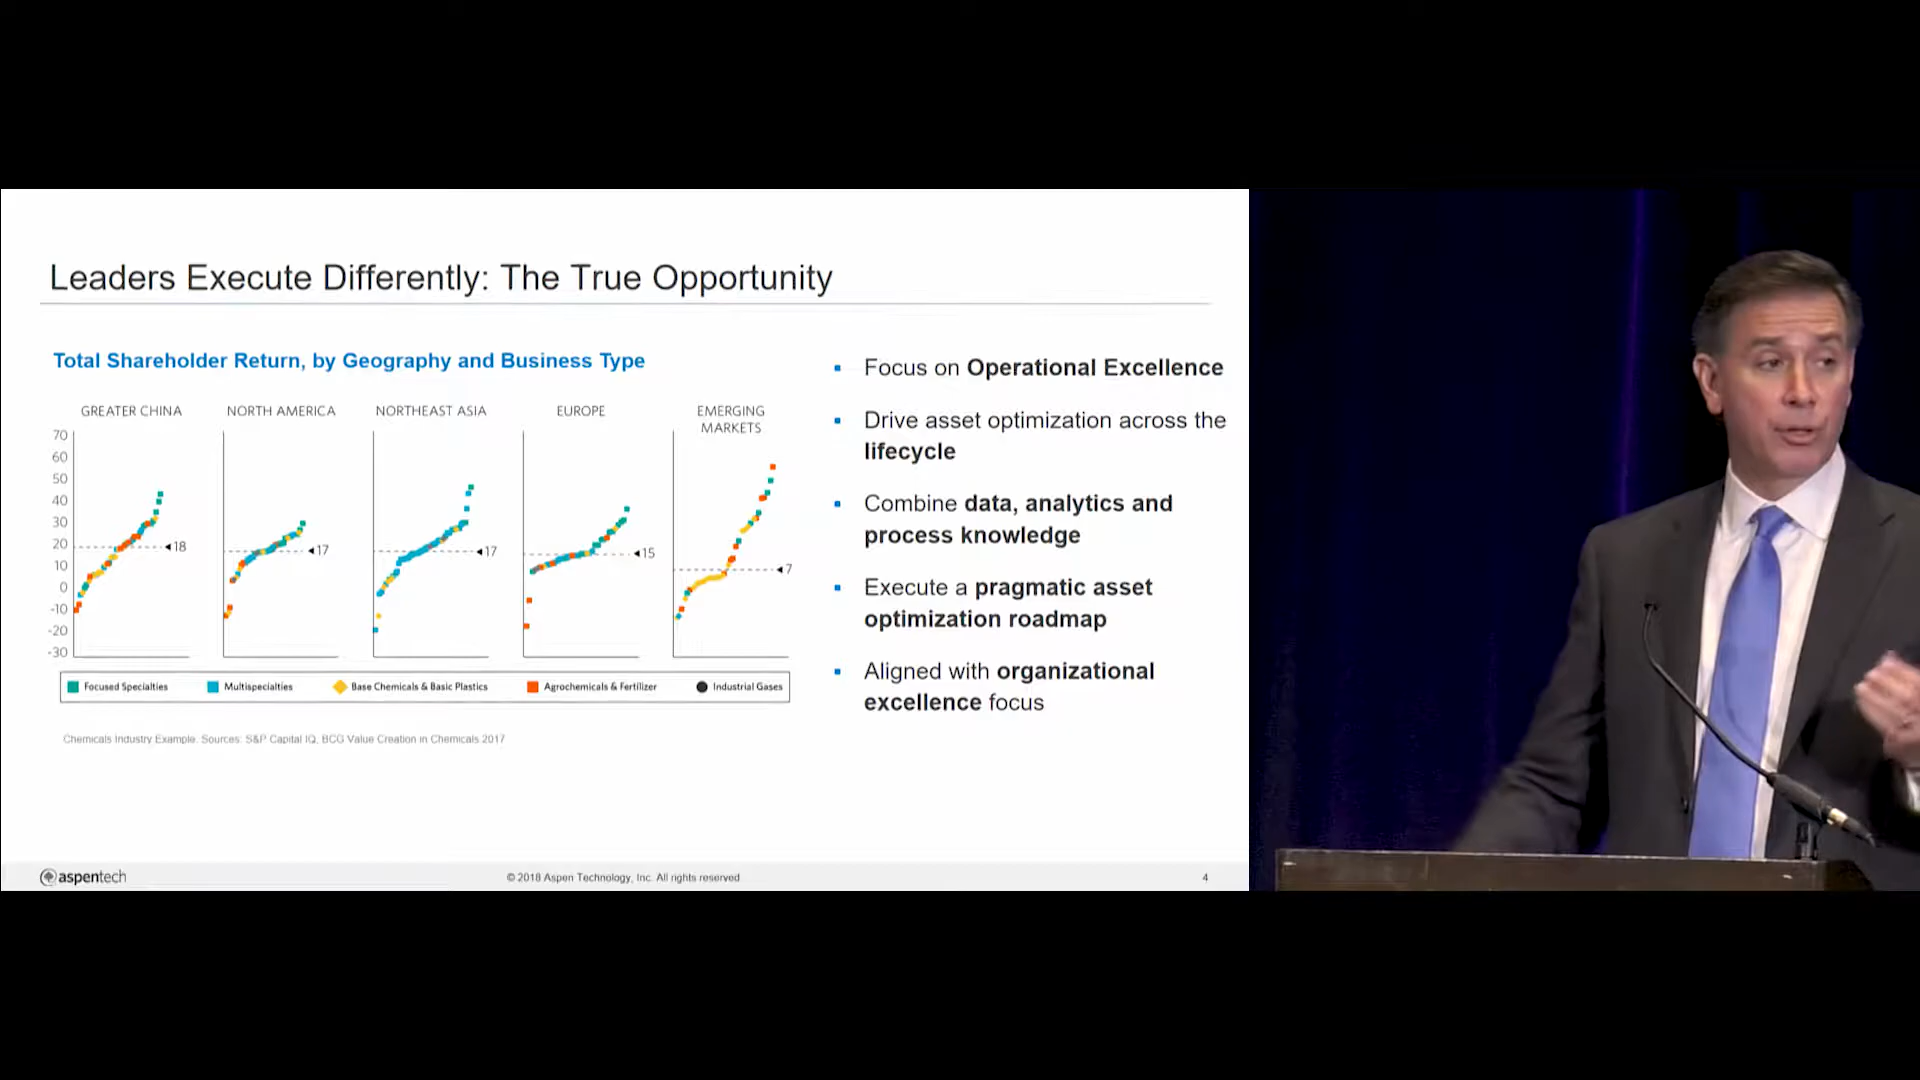 Leaders Execute Differently: The True Opportunity
Total Shareholder Return, by Geography and Business Type
GREATER CHINA
NORTH AMERICA
NORTHEAST ASIA
EUROPE
EMERGING
MARKETS
70
60
50
40
30
20
10
0
-10
-20
-30
18
17
17
15
7
Focused Specialties
Multispecialties
Base Chemicals & Basic Plastics
Agrochemicals & Fertilizer
Industrial Gases
Chemicals Industry Example. Sources: S&P Capital IQ, BCG Value Creation in Chemicals 2017
Focus on Operational Excellence
Drive asset optimization across the
lifecycle
Combine data, analytics and
process knowledge
Execute a pragmatic asset
optimization roadmap
Aligned with organizational
excellence focus
aspentech
© 2018 Aspen Technology, Inc. All rights reserved
4